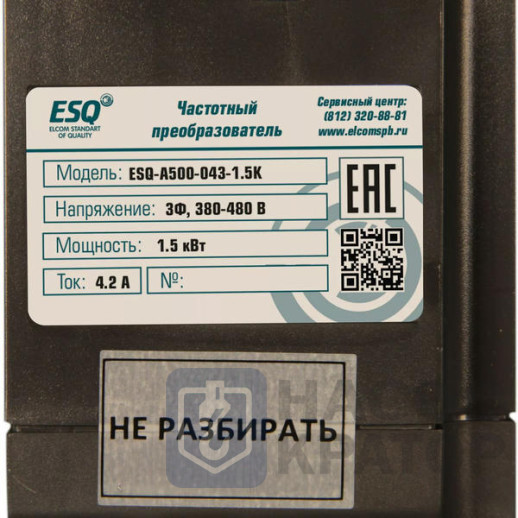 ESQ
ELCOM STANDART
OF QUALITY
Частотный
преобразователь
Сервисный центр:
(812) 320-88-81
www.elcomspb.ru
Модель: ESQ-A500-043-1.5K
Напряжение: 3Ф, 380-480 В
Мощность: 1.5 кВт
Ток: 4.2 А
№:
EAC
НЕ РАЗБИРАТЬ